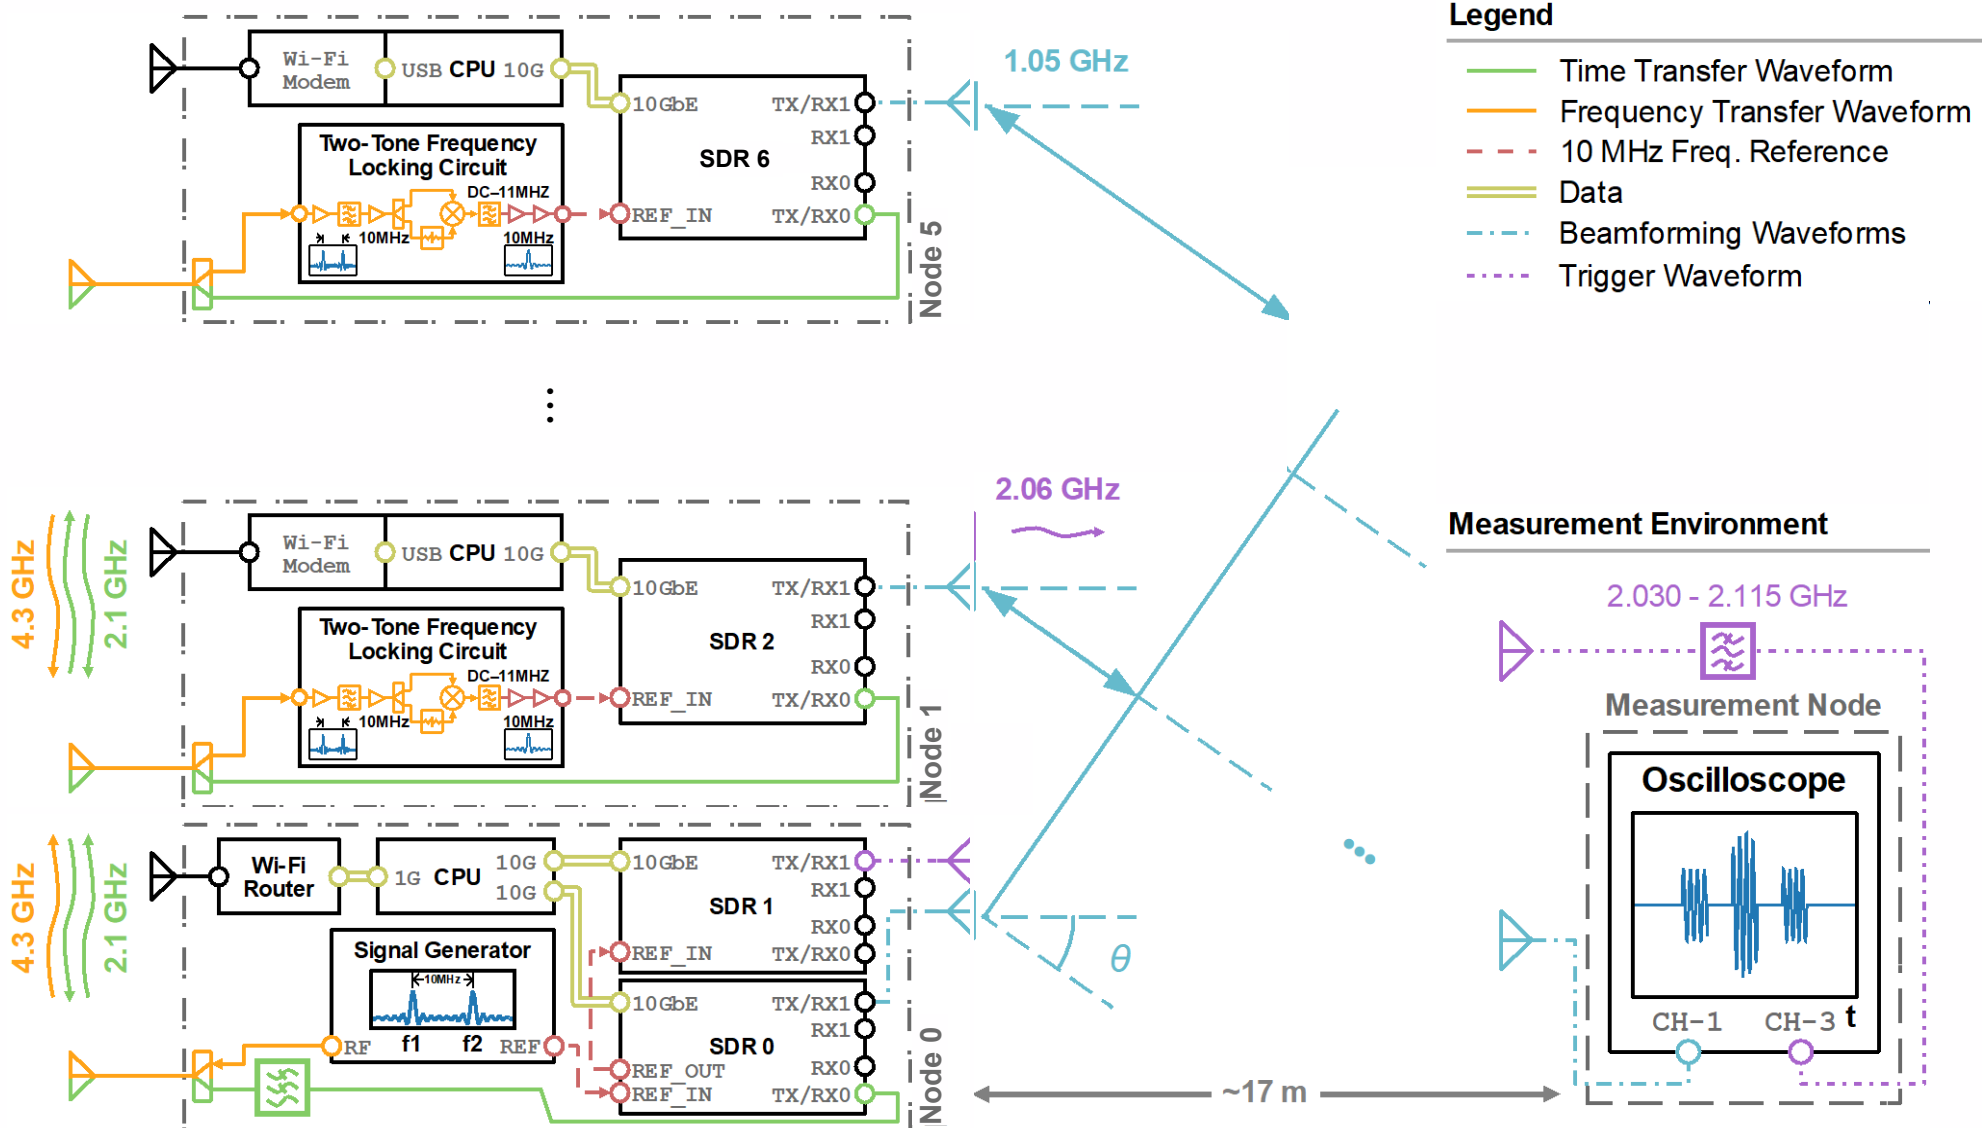 Wi-Fi
Modem
USB CPU 10G
10GbE
TX/RX1
RX1
RX0
TX/RX0
SDR 6
REF_IN
Two-Tone Frequency
Locking Circuit
DC–11MHZ
10MHz
10MHz
Node 5
1.05 GHz
Legend
Time Transfer Waveform
Frequency Transfer Waveform
10 MHz Freq. Reference
Data
Beamforming Waveforms
Trigger Waveform
4.3 GHz
2.1 GHz
Wi-Fi
Modem
USB CPU 10G
10GbE
TX/RX1
RX1
RX0
TX/RX0
SDR 2
REF_IN
Two-Tone Frequency
Locking Circuit
DC–11MHZ
10MHz
10MHz
Node 1
2.06 GHz
4.3 GHz
2.1 GHz
Wi-Fi
Router
1G CPU 10G
10G
10GbE
TX/RX1
RX1
RX0
TX/RX0
SDR 1
REF_IN
Signal Generator
10MHz
RF f1 f2 REF
10GbE
TX/RX1
RX1
RX0
TX/RX0
SDR 0
REF_OUT
REF_IN
Node 0
θ
~17 m
Measurement Environment
2.030 - 2.115 GHz
Measurement Node
Oscilloscope
CH-1 CH-3 t